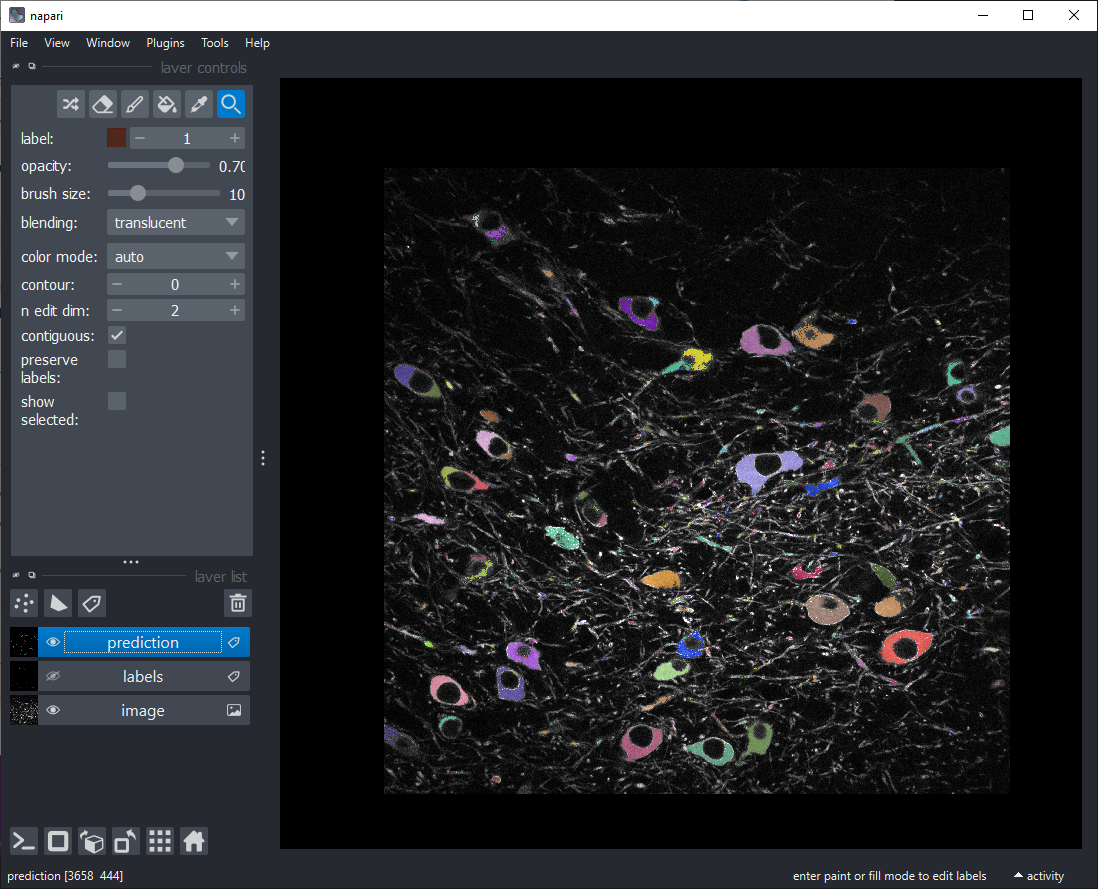 napari
File View Window Plugins Tools Help
layer controls
label: 1
opacity: 0.70
brush size: 10
blending: translucent
color mode: auto
contour: 0
n edit dim: 2
contiguous:
preserve
labels:
show
selected:
layer list
prediction
labels
image
prediction [3658 444]
enter paint or fill mode to edit labels
activity